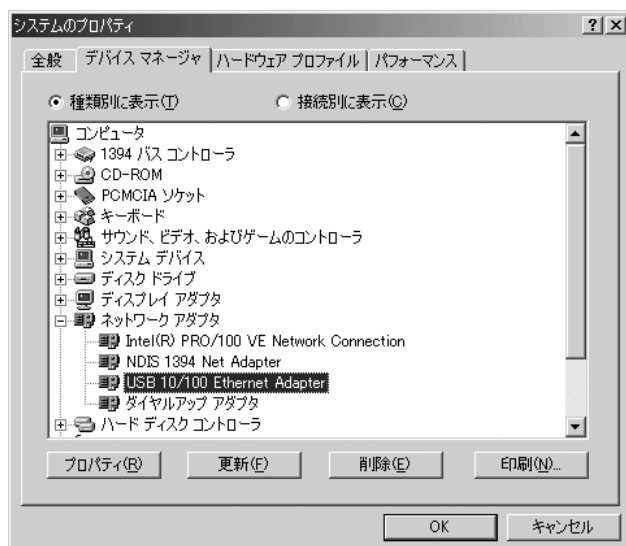 システムのプロパティ
全般 デバイス マネージャ ハードウェア プロファイル パフォーマンス
種類別に表示(T) 接続別に表示(C)
コンピュータ
1394 バス コントローラ
CD-ROM
PCMCIA ソケット
キーボード
サウンド、ビデオ、およびゲームのコントローラ
システム デバイス
ディスク ドライブ
ディスプレイ アダプタ
ネットワーク アダプタ
Intel(R) PRO/100 VE Network Connection
NDIS 1394 Net Adapter
USB 10/100 Ethernet Adapter
ダイヤルアップ アダプタ
ハード ディスク コントローラ
プロパティ(R) 更新(F) 削除(E) 印刷(N)...
OK キャンセル